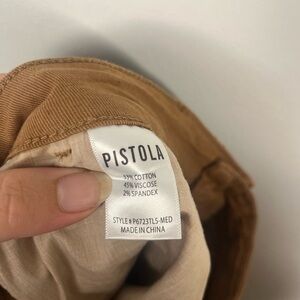 PISTOLA
53% COTTON
45% VISCOSE
2% SPANDEX
STYLE# P6723TLS-MED
MADE IN CHINA